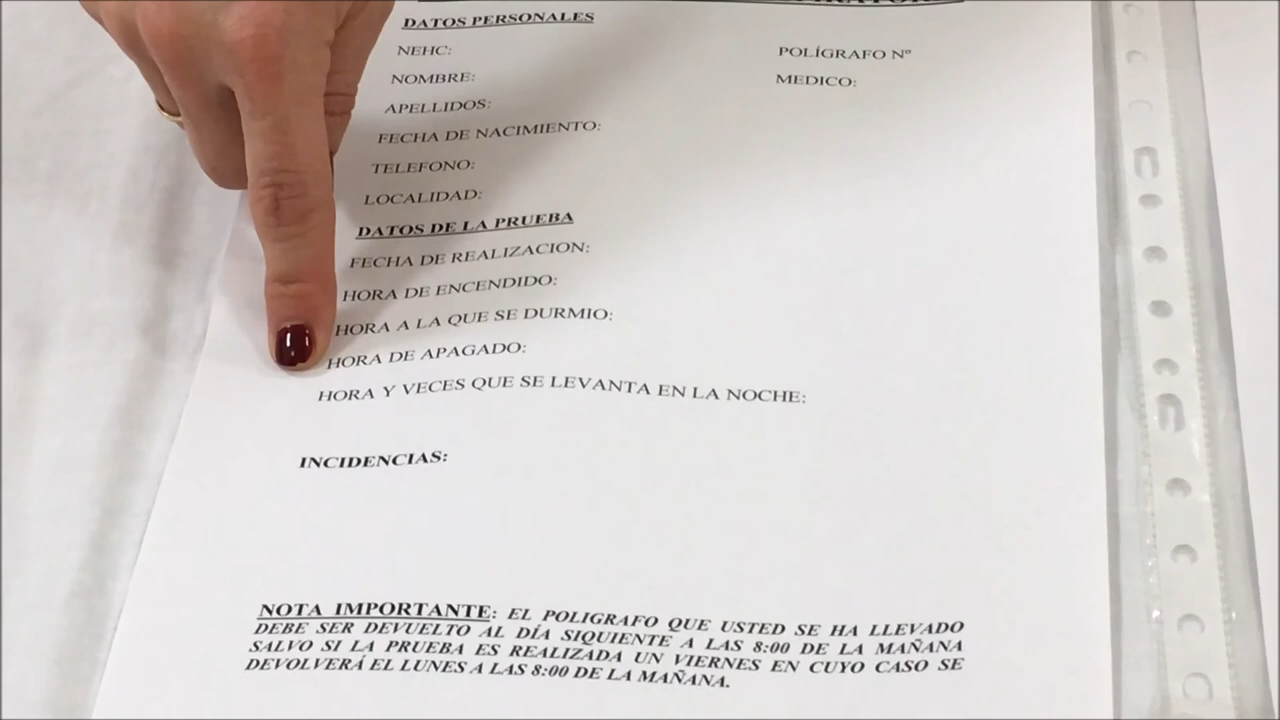 DATOS PERSONALES
NEHC:
POLÍGRAFO Nº
NOMBRE:
MEDICO:
APELLIDOS:
FECHA DE NACIMIENTO:
TELEFONO:
LOCALIDAD:
DATOS DE LA PRUEBA
FECHA DE REALIZACION:
HORA DE ENCENDIDO:
HORA A LA QUE SE DURMIO:
HORA DE APAGADO:
HORA Y VECES QUE SE LEVANTA EN LA NOCHE:
INCIDENCIAS:
NOTA IMPORTANTE: EL POLIGRAFO QUE USTED SE HA LLEVADO
DEBE SER DEVUELTO AL DÍA SIQUIENTE A LAS 8:00 DE LA MAÑANA
SALVO SI LA PRUEBA ES REALIZADA UN VIERNES EN CUYO CASO SE
DEVOLVERÁ EL LUNES A LAS 8:00 DE LA MAÑANA.